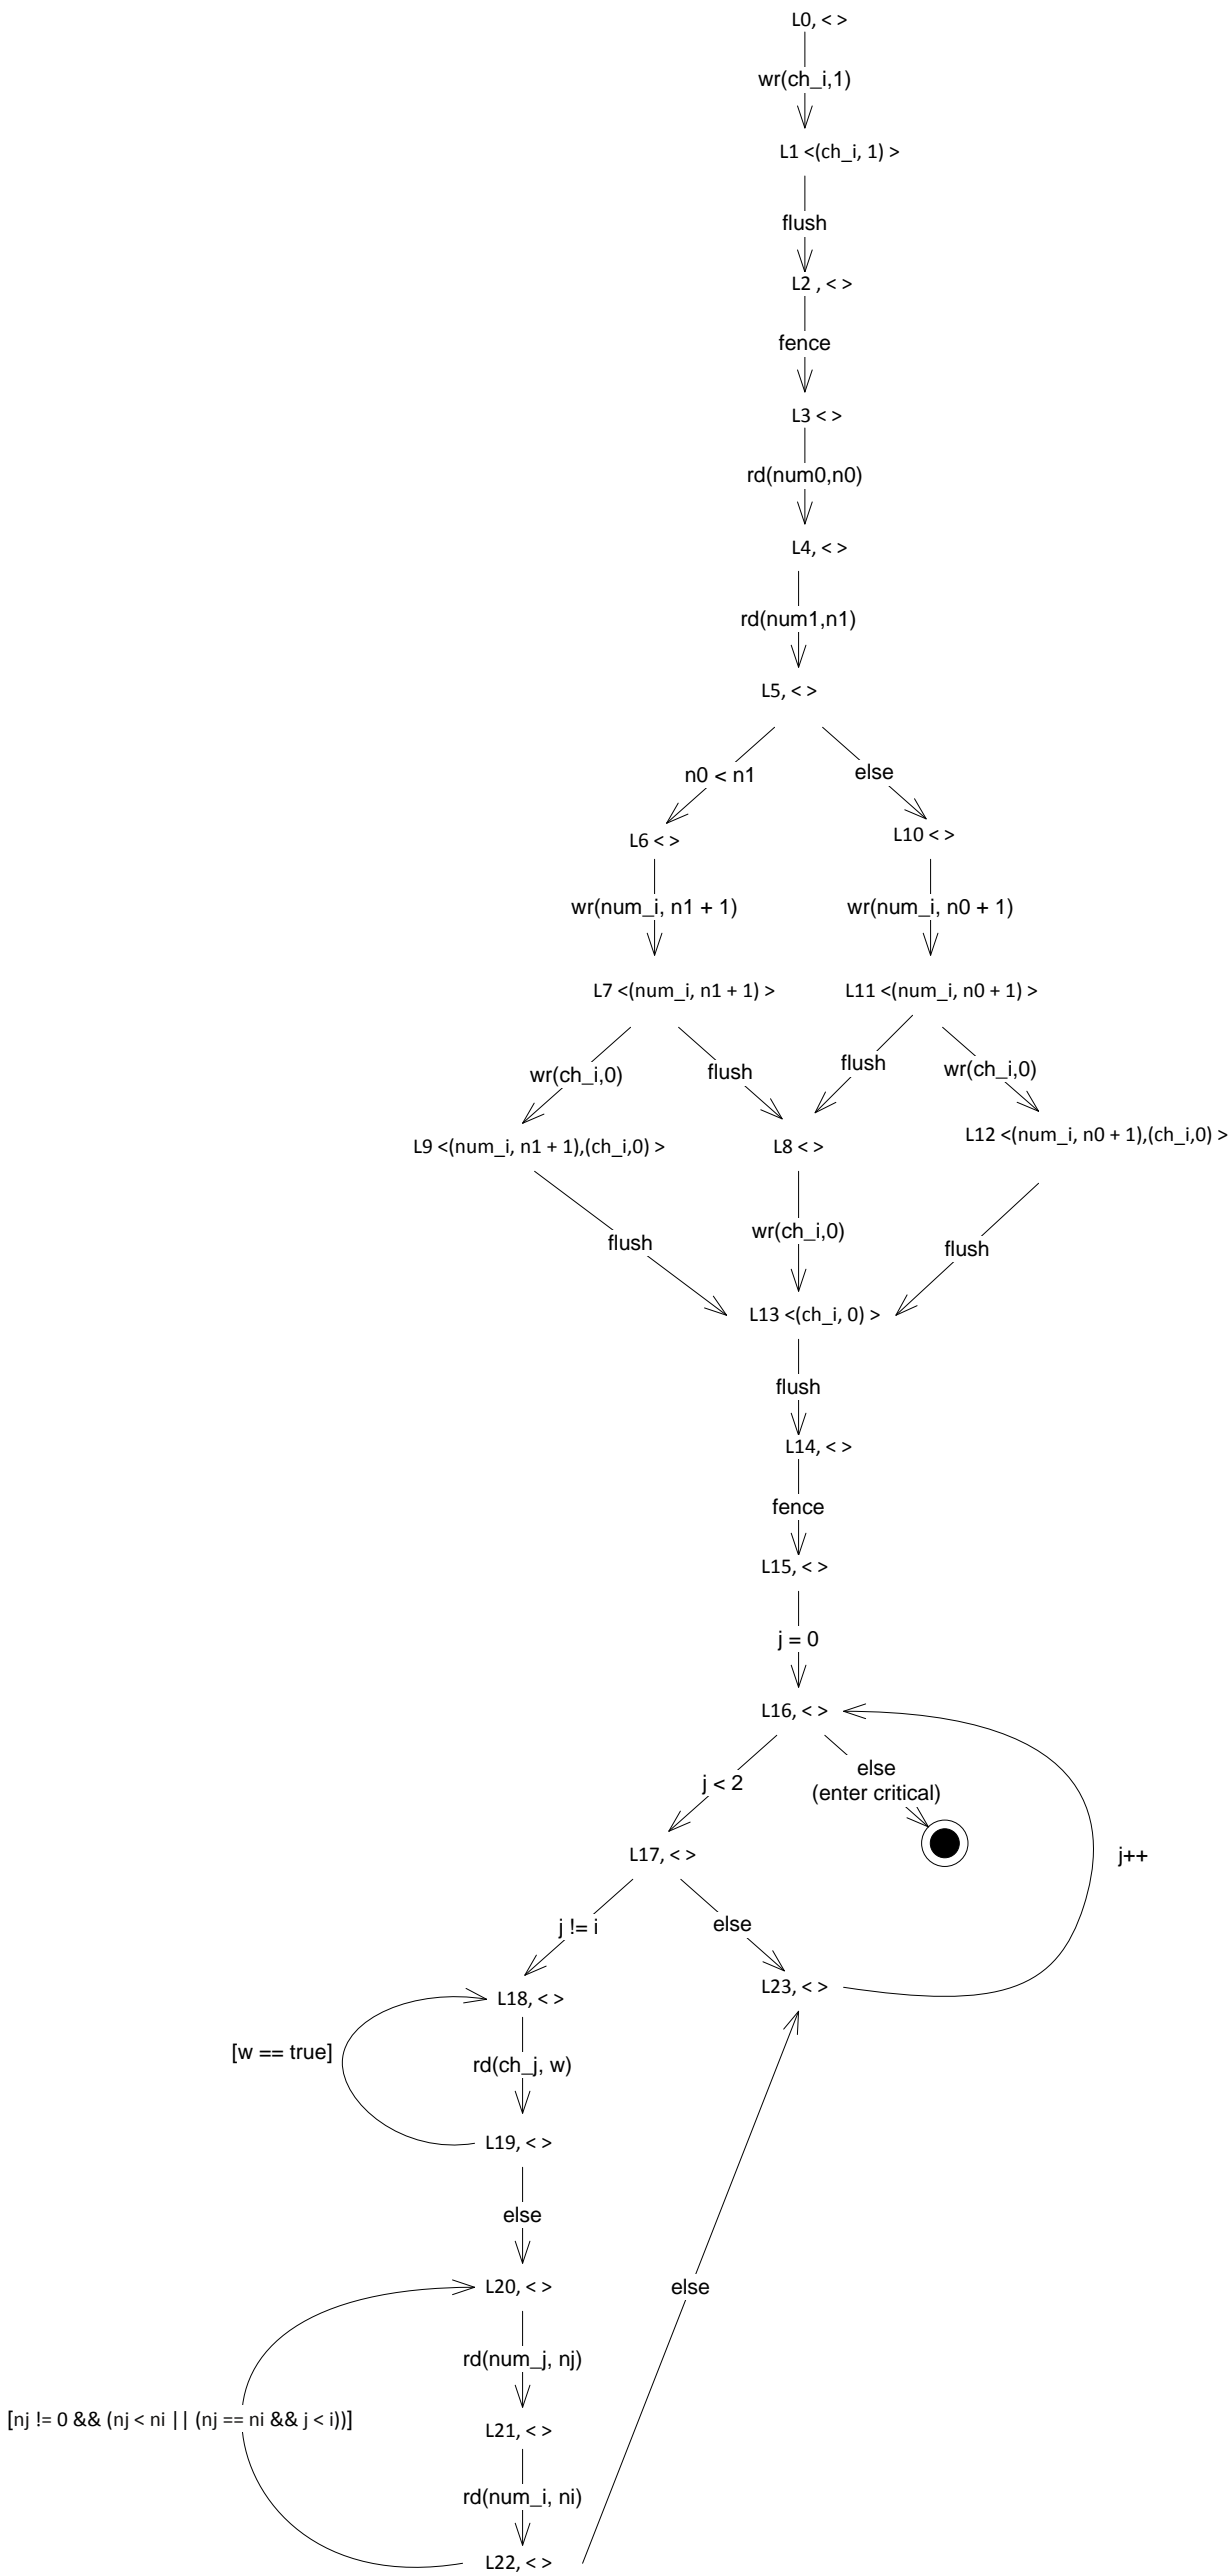 L0, < >
wr(ch_i,1)
L1 <(ch_i, 1) >
flush
L2 , < >
fence
L3 < >
rd(num0,n0)
L4, < >
rd(num1,n1)
L5, < >
n0 < n1
else
L6 < >
L10 < >
wr(num_i, n1 + 1)
wr(num_i, n0 + 1)
L7 <(num_i, n1 + 1) >
L11 <(num_i, n0 + 1) >
wr(ch_i,0)
flush
flush
wr(ch_i,0)
L9 <(num_i, n1 + 1),(ch_i,0) >
L8 < >
L12 <(num_i, n0 + 1),(ch_i,0) >
flush
wr(ch_i,0)
flush
L13 <(ch_i, 0) >
flush
L14, < >
fence
L15, < >
j = 0
L16, < >
j < 2
else
(enter critical)
L17, < >
j++
j != i
else
L18, < >
L23, < >
[w == true]
rd(ch_j, w)
L19, < >
else
L20, < >
else
rd(num_j, nj)
[nj != 0 && (nj < ni || (nj == ni && j < i))]
L21, < >
rd(num_i, ni)
L22, < >